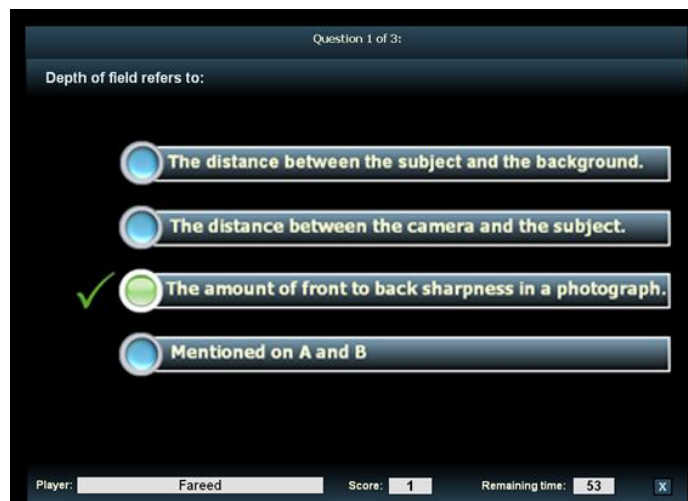 Question 1 of 3:
Depth of field refers to:
The distance between the subject and the background.
The distance between the camera and the subject.
The amount of front to back sharpness in a photograph.
Mentioned on A and B
Player: Fareed Score: 1 Remaining time: 53 X